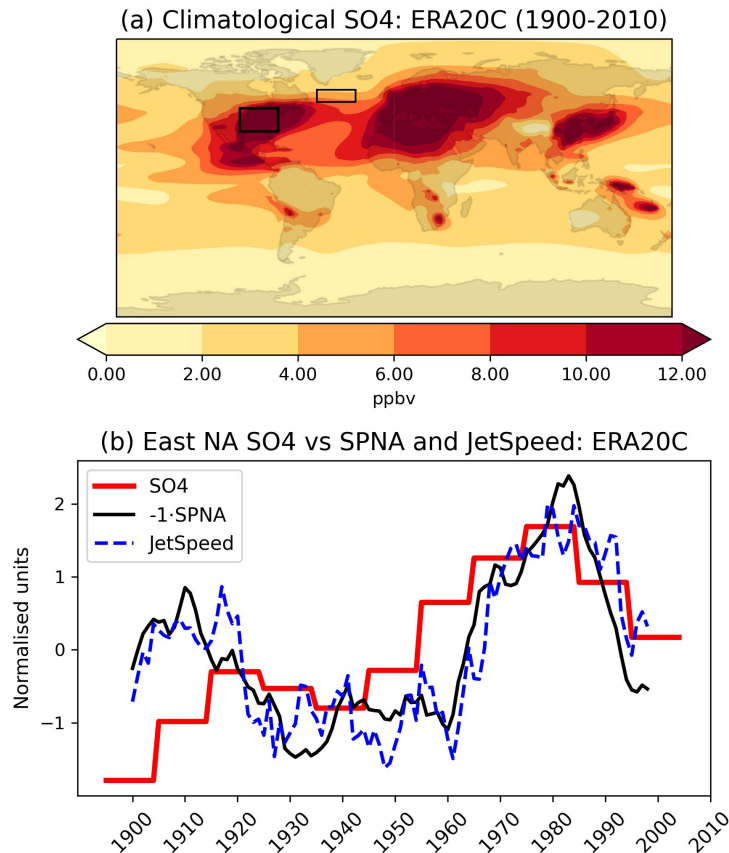 (a) Climatological SO4: ERA20C (1900-2010)
0.00 2.00 4.00 6.00 8.00 10.00 12.00
ppbv
(b) East NA SO4 vs SPNA and JetSpeed: ERA20C
SO4
-1·SPNA
JetSpeed
Normalised units
2
1
0
−1
1900 1910 1920 1930 1940 1950 1960 1970 1980 1990 2000 2010